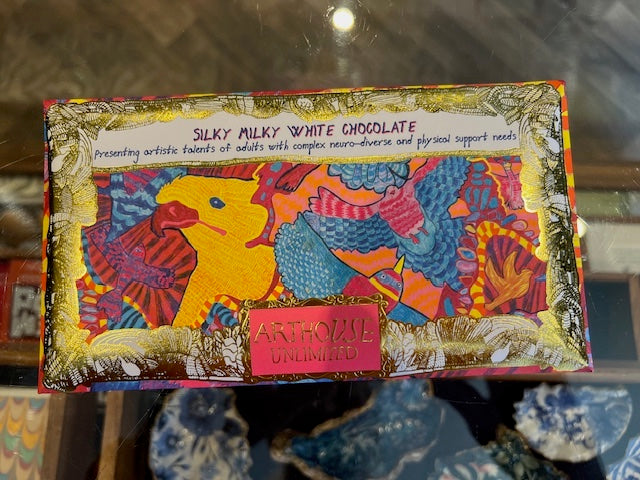 SILKY MILKY WHITE CHOCOLATE
Presenting artistic talents of adults with complex neuro-diverse and physical support needs
ARTHOUSE
UNLIMITED